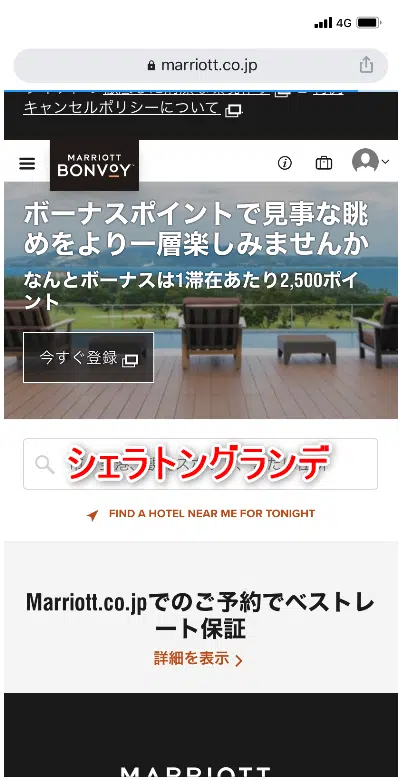 4G
marriott.co.jp
キャンセルポリシーについて
MARRIOTT
BONVOY
ボーナスポイントで見事な眺
めをより一層楽しみませんか
なんとボーナスは1滞在あたり2,500ポイ
ント
今すぐ登録
シェラトングランデ
FIND A HOTEL NEAR ME FOR TONIGHT
Marriott.co.jpでのご予約でベストレ
ート保証
詳細を表示
MARRIOTT